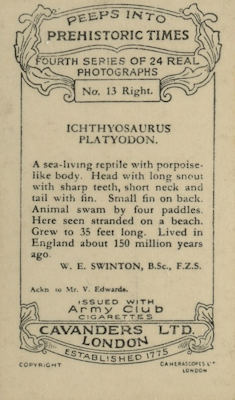 PEEPS INTO
PREHISTORIC TIMES
FOURTH SERIES OF 24 REAL
PHOTOGRAPHS
No. 13 Right.
ICHTHYOSAURUS
PLATYODON.
A sea-living reptile with porpoise-
like body. Head with long snout
with sharp teeth, short neck and
tail with fin. Small fin on back.
Animal swam by four paddles.
Here seen stranded on a beach.
Grew to 35 feet long. Lived in
England about 150 million years
ago.
W. E. SWINTON, B.Sc., F.Z.S.
Ackn to Mr. V. Edwards.
ISSUED WITH
Army Club
CIGARETTES
CAVANDERS LTD.
LONDON
ESTABLISHED 1775
COPYRIGHT
CAMERASCOPES LTD
LONDON